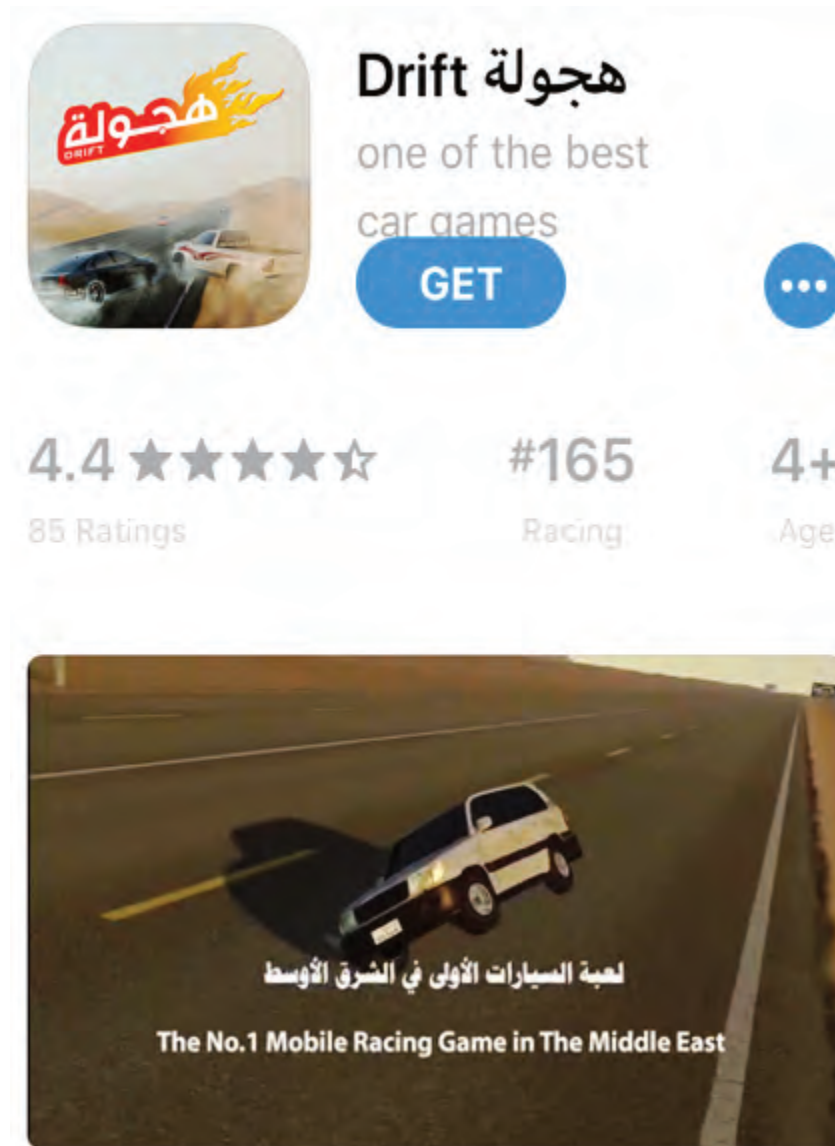 هجولة
DRIFT
Drift هجولة
one of the best
car games
GET
4.4
#165
4+
85 Ratings
Racing
Age
لعبة السيارات الأولى في الشرق الأوسط
The No.1 Mobile Racing Game in The Middle East